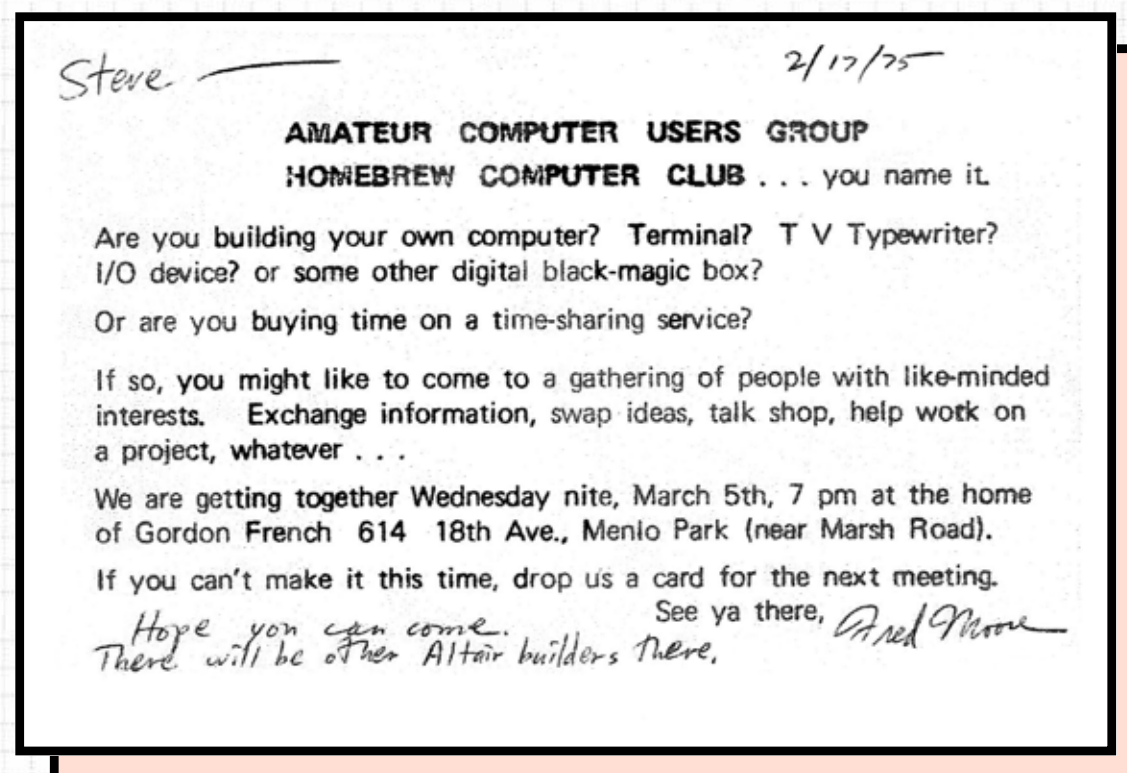 Steve —
2/17/75
AMATEUR COMPUTER USERS GROUP
HOMEBREW COMPUTER CLUB . . . you name it.
Are you building your own computer? Terminal? T V Typewriter?
I/O device? or some other digital black-magic box?
Or are you buying time on a time-sharing service?
If so, you might like to come to a gathering of people with like-minded
interests. Exchange information, swap ideas, talk shop, help work on
a project, whatever . . .
We are getting together Wednesday nite, March 5th, 7 pm at the home
of Gordon French 614 18th Ave., Menlo Park (near Marsh Road).
If you can't make it this time, drop us a card for the next meeting.
See ya there, Fred Moore
Hope you can come.
There will be other Altair builders there.